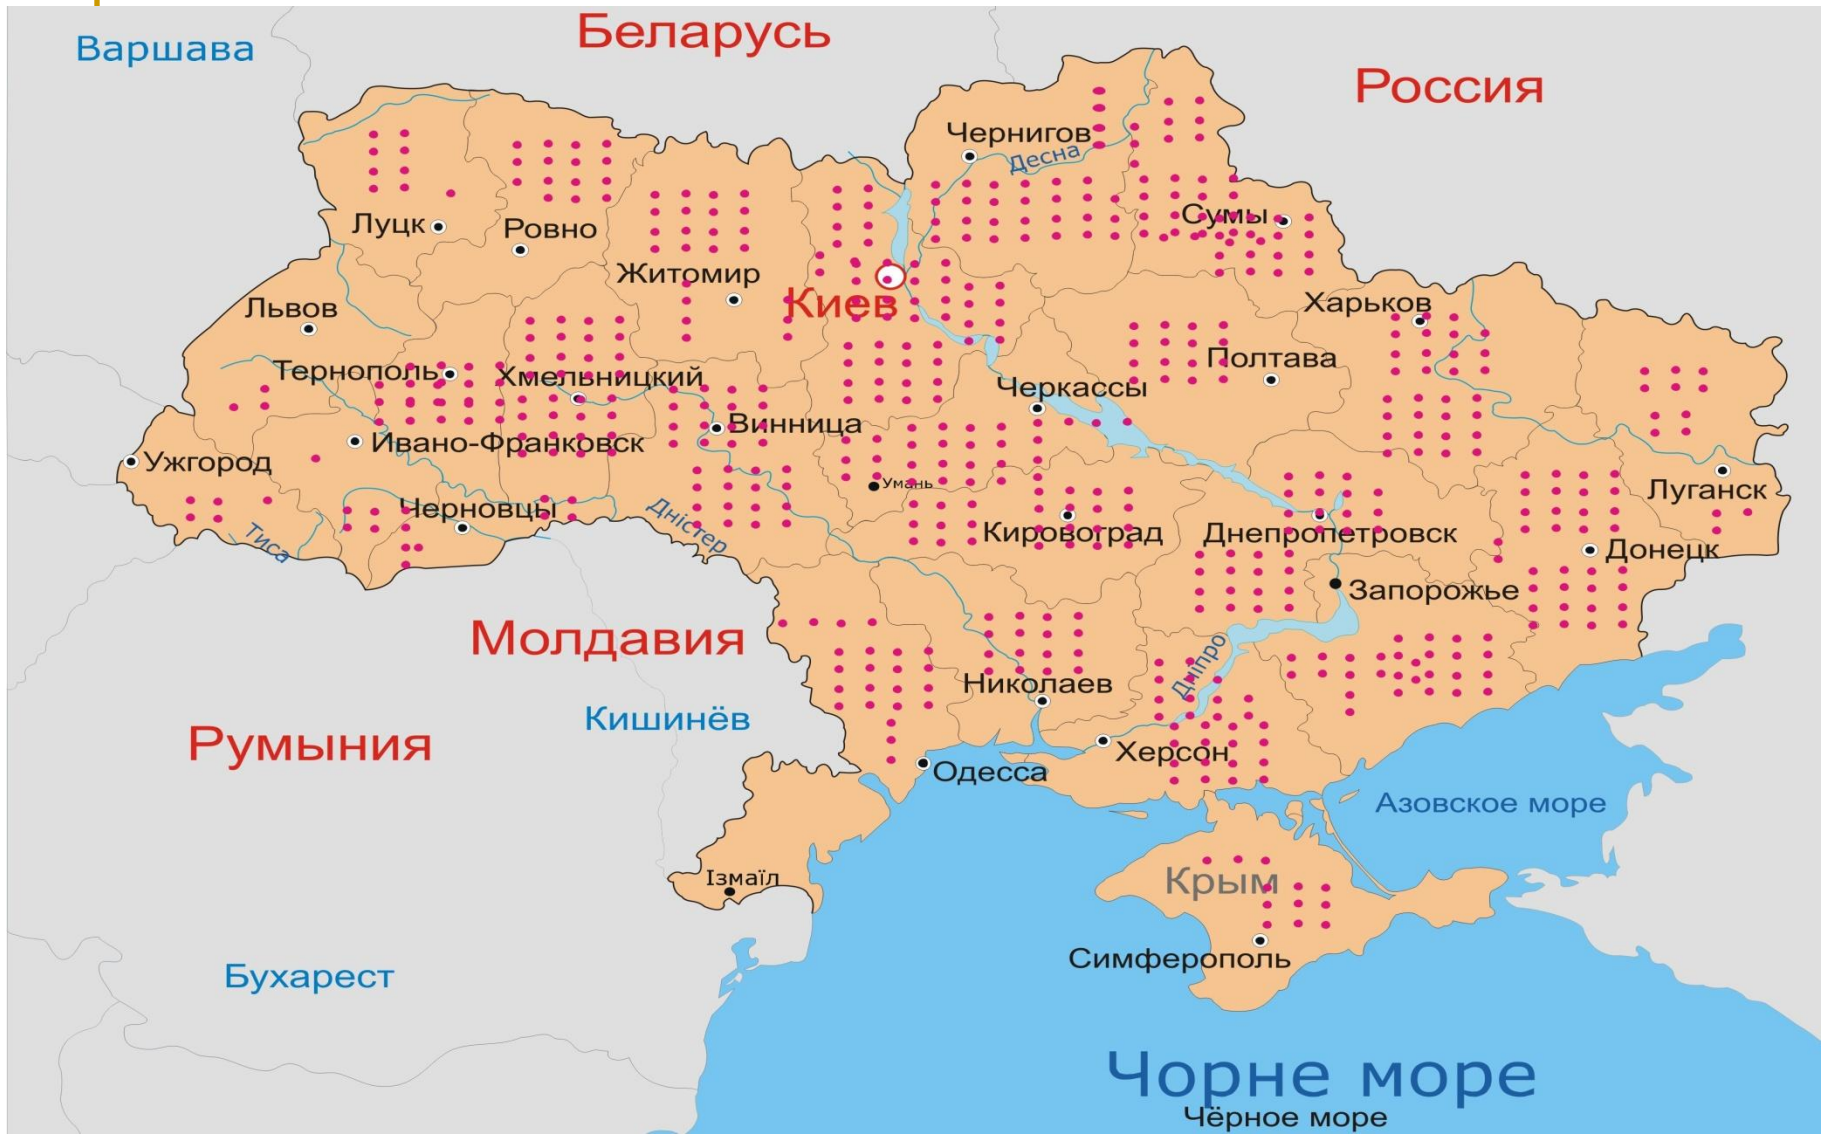 Беларусь
Варшава
Россия
Чернигов
Десна
Луцк
Ровно
Сумы
Житомир
Киев
Львов
Харьков
Тернополь
Хмельницкий
Полтава
Черкассы
Винница
Ивано-Франковск
Ужгород
Умань
Луганск
Черновцы
Дністер
Кировоград
Днепропетровск
Тиса
Донецк
Запорожье
Молдавия
Дніпро
Николаев
Кишинёв
Румыния
Херсон
Одесса
Азовское море
Ізмаїл
Крым
Симферополь
Бухарест
Чорне море
Чёрное море